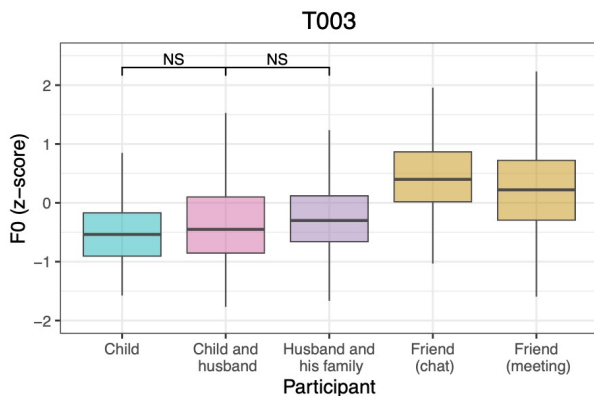 T003
NS NS
F0 (z−score)
2
1
0
−1
−2
Child
Child and
husband
Husband and
his family
Friend
(chat)
Friend
(meeting)
Participant